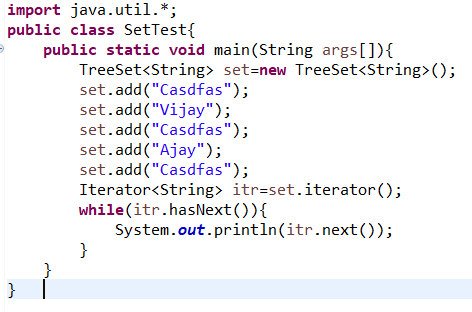 import java.util.*;
public class SetTest{
    public static void main(String args[]){
        TreeSet<String> set=new TreeSet<String>();
        set.add("Casdfas");
        set.add("Vijay");
        set.add("Casdfas");
        set.add("Ajay");
        set.add("Casdfas");
        Iterator<String> itr=set.iterator();
        while(itr.hasNext()){
            System.out.println(itr.next());
        }
    }
}